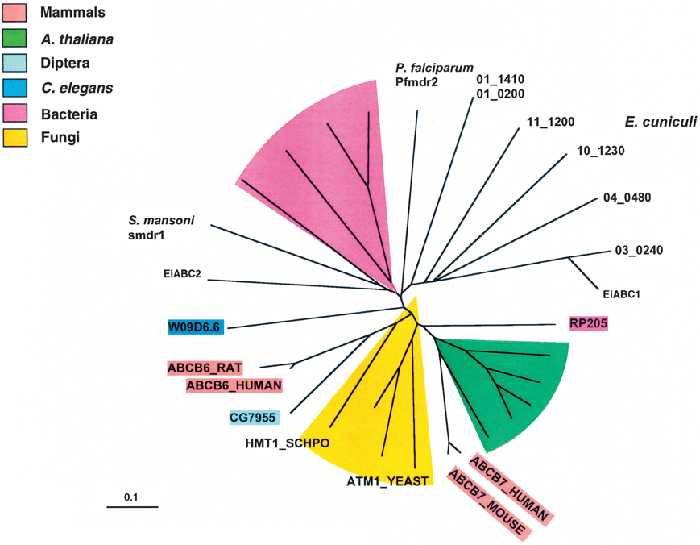 Mammals
A. thaliana
Diptera
C. elegans
Bacteria
Fungi
P. falciparum
Pfmdr2
01_1410
01_0200
11_1200
E. cuniculi
10_1230
04_0480
03_0240
EiABC1
S. mansoni
smdr1
EiABC2
W09D6.6
RP205
ABCB6_RAT
ABCB6_HUMAN
CG7955
HMT1_SCHPO
ATM1_YEAST
ABCB7_HUMAN
ABCB7_MOUSE
0.1